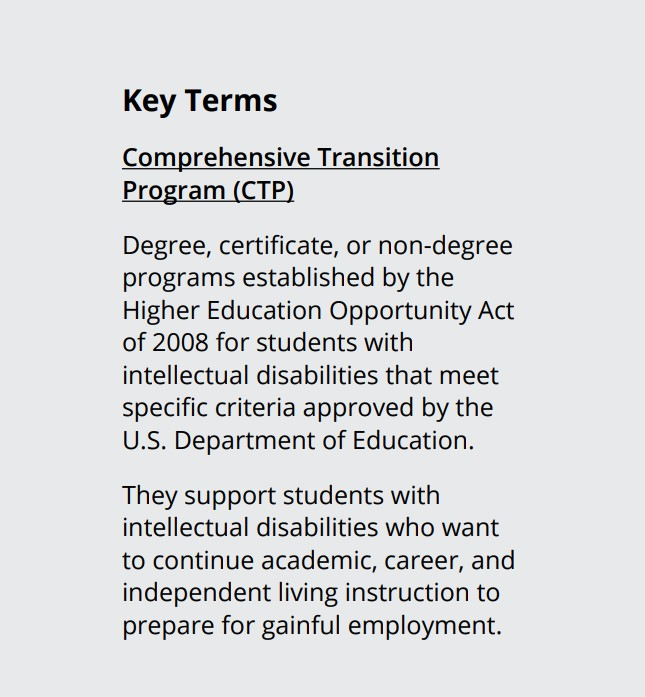 Key Terms
Comprehensive Transition
Program (CTP)
Degree, certificate, or non-degree
programs established by the
Higher Education Opportunity Act
of 2008 for students with
intellectual disabilities that meet
specific criteria approved by the
U.S. Department of Education.
They support students with
intellectual disabilities who want
to continue academic, career, and
independent living instruction to
prepare for gainful employment.